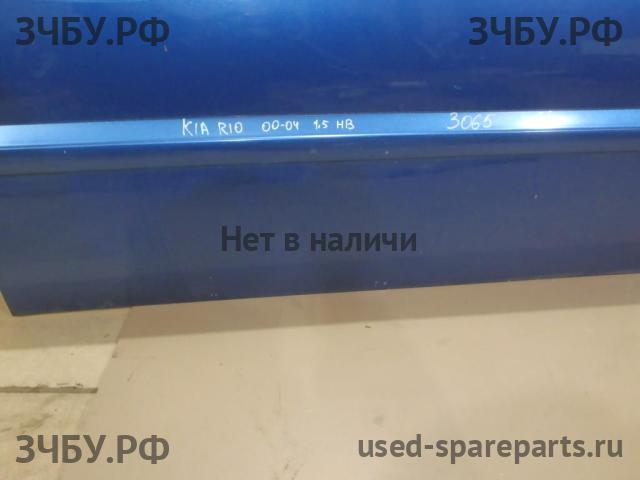 ЗЧБУ.РФ ЗЧБУ.РФ
KIA RIO 00-04 1.5 HB 3065
Нет в наличи
ЗЧБУ.РФ used-spareparts.ru